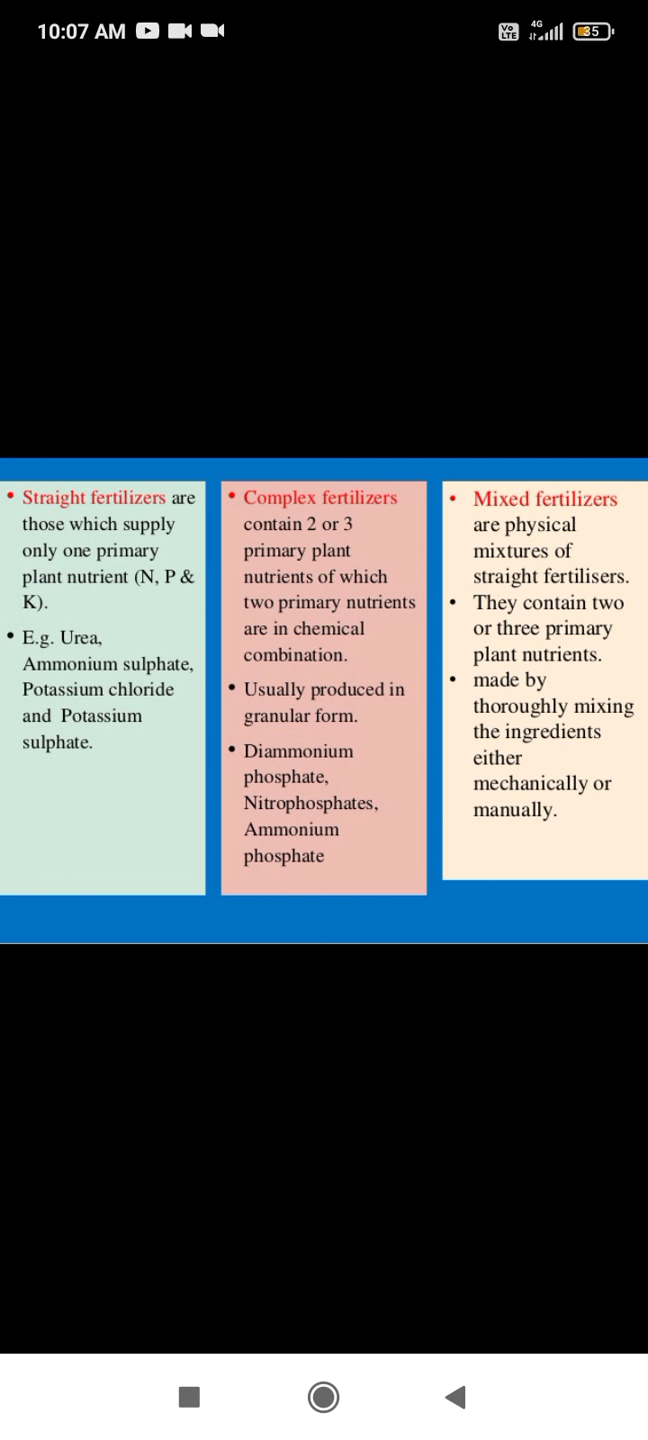 10:07 AM
Vo
LTE
4G
35
• Straight fertilizers are
those which supply
only one primary
plant nutrient (N, P &
K).
• E.g. Urea,
Ammonium sulphate,
Potassium chloride
and Potassium
sulphate.
• Complex fertilizers
contain 2 or 3
primary plant
nutrients of which
two primary nutrients
are in chemical
combination.
• Usually produced in
granular form.
• Diammonium
phosphate,
Nitrophosphates,
Ammonium
phosphate
• Mixed fertilizers
are physical
mixtures of
straight fertilisers.
• They contain two
or three primary
plant nutrients.
• made by
thoroughly mixing
the ingredients
either
mechanically or
manually.